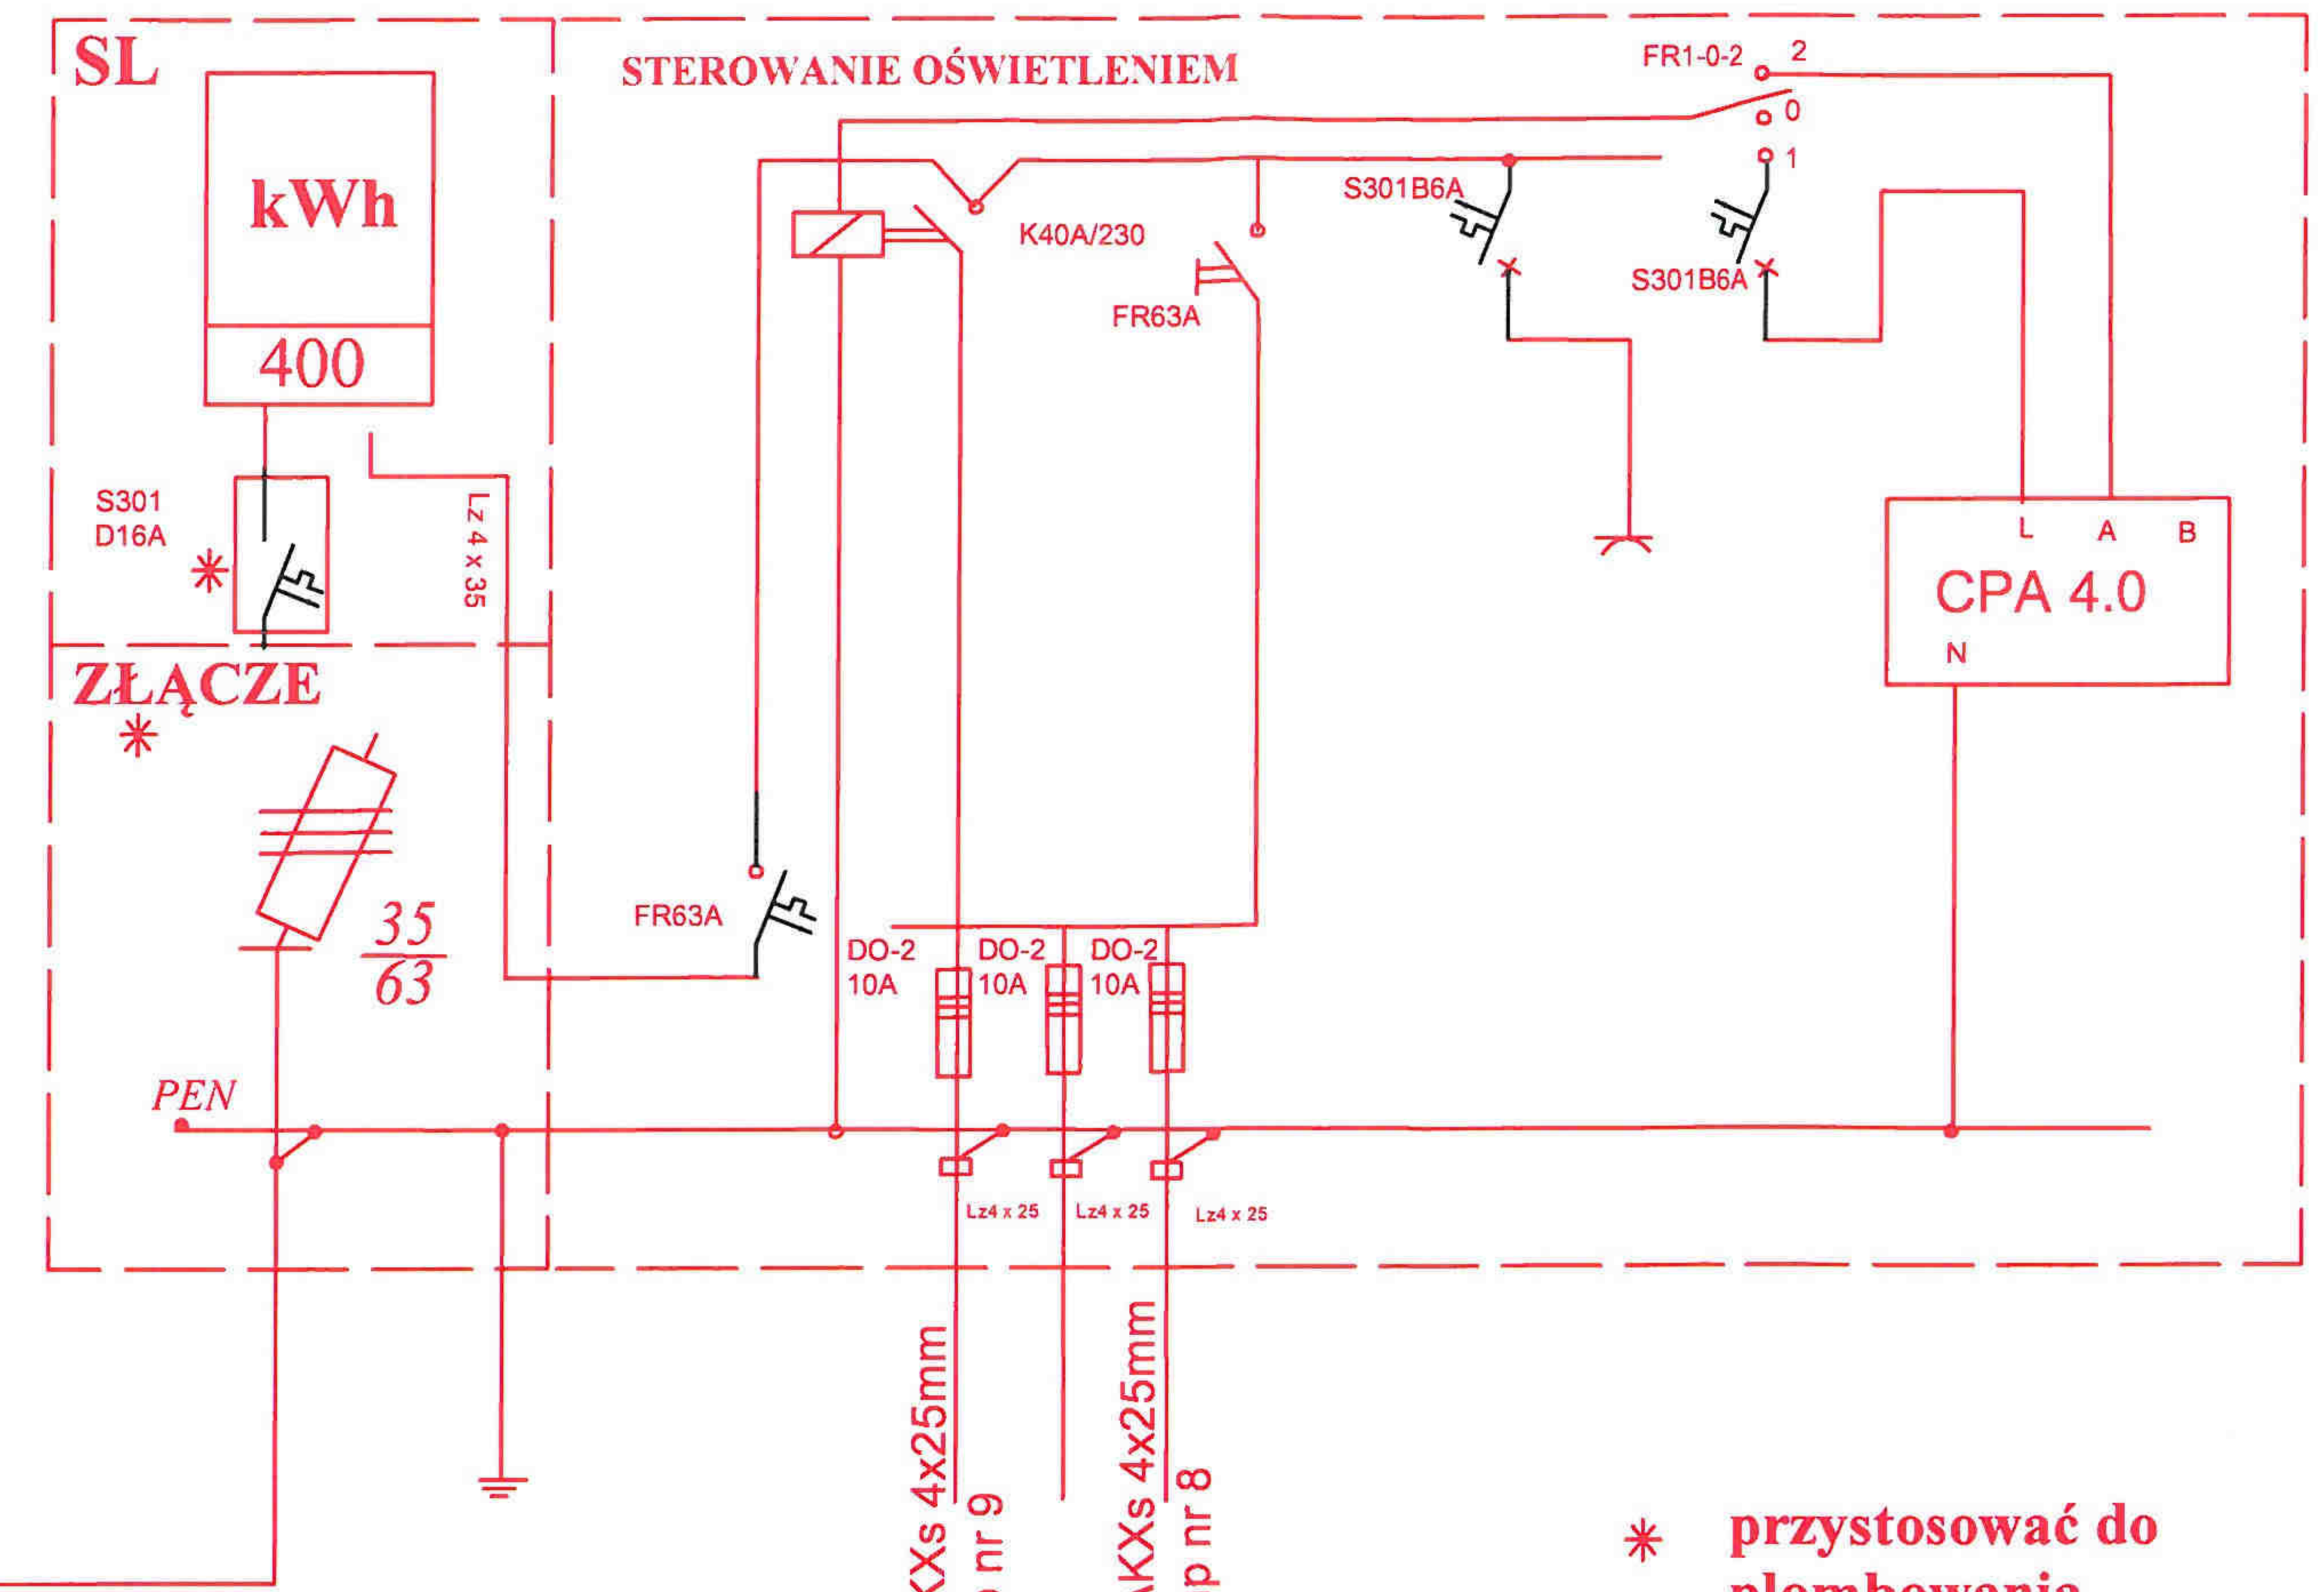 SL
STEROWANIE OŚWIETLENIEM
FR1-0-2
2
0
1
kWh
400
K40A/230
S301B6A
FR63A
S301B6A
S301
D16A
Lz 4 x 35
L A B
CPA 4.0
N
ZŁĄCZE
35
63
FR63A
DO-2
10A
DO-2
10A
DO-2
10A
PEN
Lz4 x 25
Lz4 x 25
Lz4 x 25
4x25mm
nr 9
4x25mm
nr 8
przystosować do